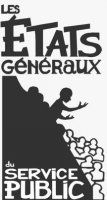 LES
ÉTATS
GÉNÉRAUX
du
SERVICE
PUBLIC